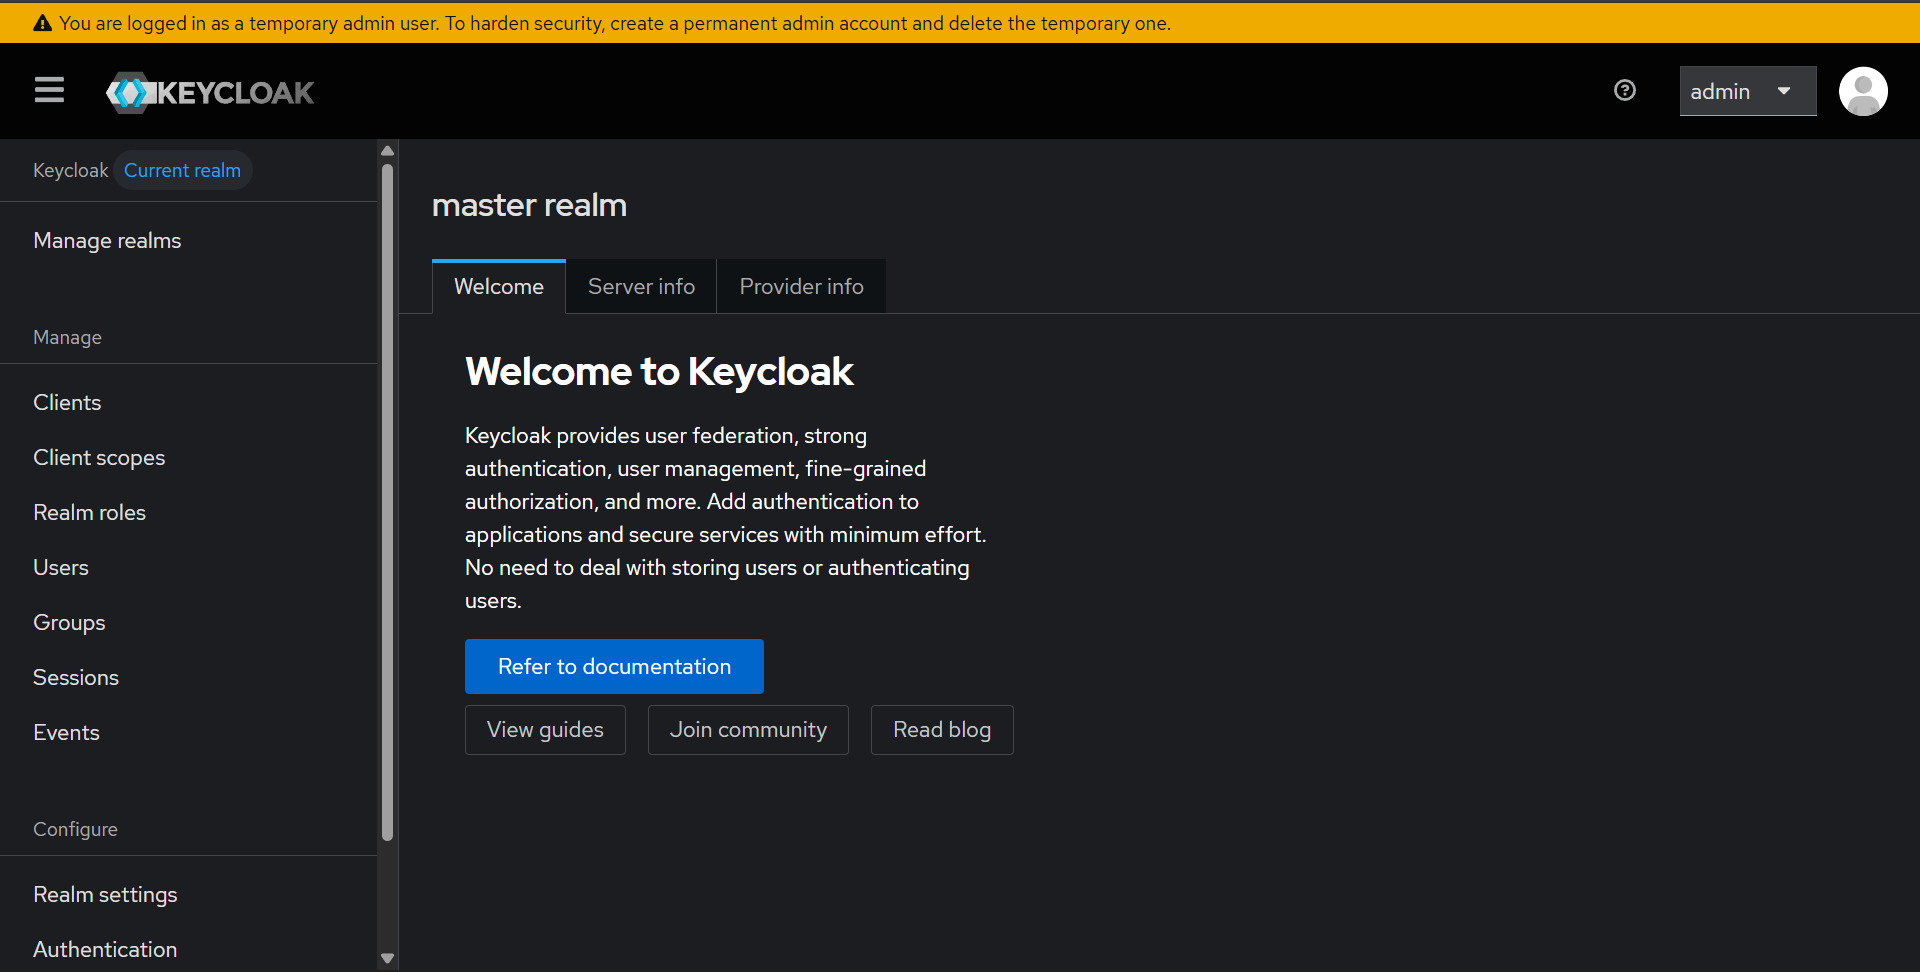 You are logged in as a temporary admin user. To harden security, create a permanent admin account and delete the temporary one.
KEYCLOAK
admin
Keycloak Current realm
Manage realms
Manage
Clients
Client scopes
Realm roles
Users
Groups
Sessions
Events
Configure
Realm settings
Authentication
master realm
Welcome
Server info
Provider info
Welcome to Keycloak
Keycloak provides user federation, strong
authentication, user management, fine-grained
authorization, and more. Add authentication to
applications and secure services with minimum effort.
No need to deal with storing users or authenticating
users.
Refer to documentation
View guides
Join community
Read blog